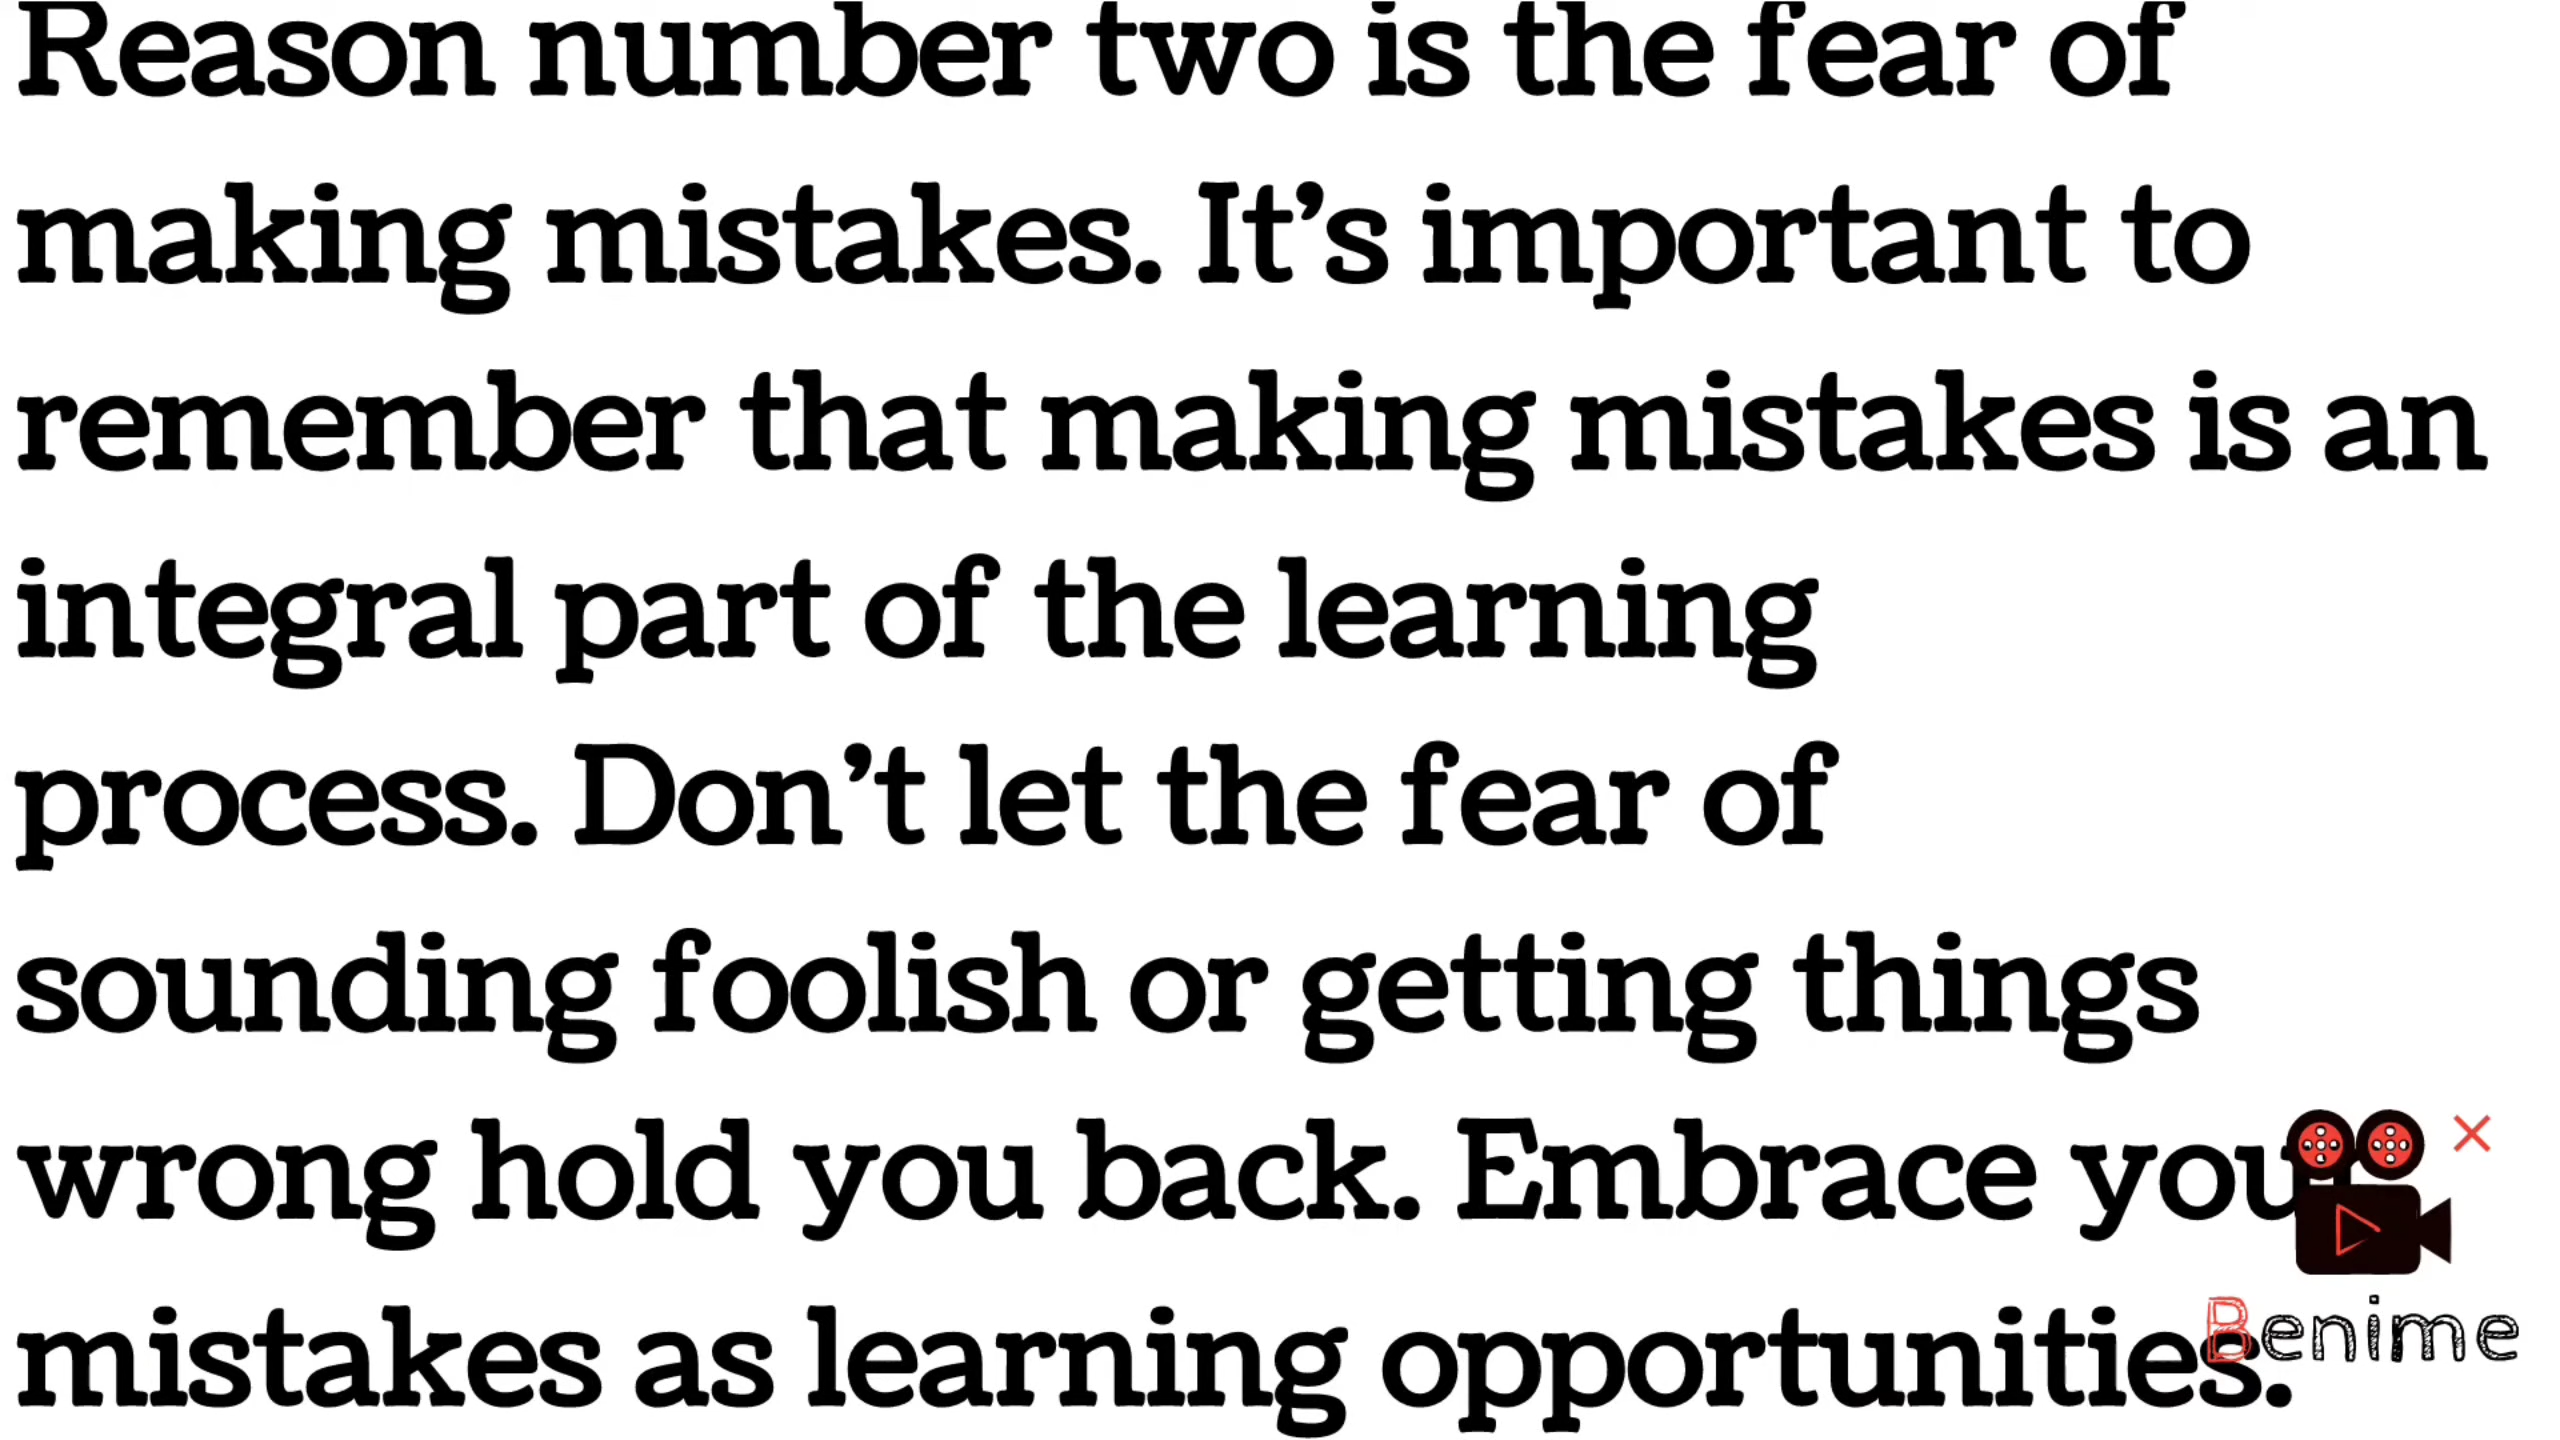 Reason number two is the fear of
making mistakes. It’s important to
remember that making mistakes is an
integral part of the learning
process. Don’t let the fear of
sounding foolish or getting things
wrong hold you back. Embrace you
mistakes as learning opportunities.
Benime